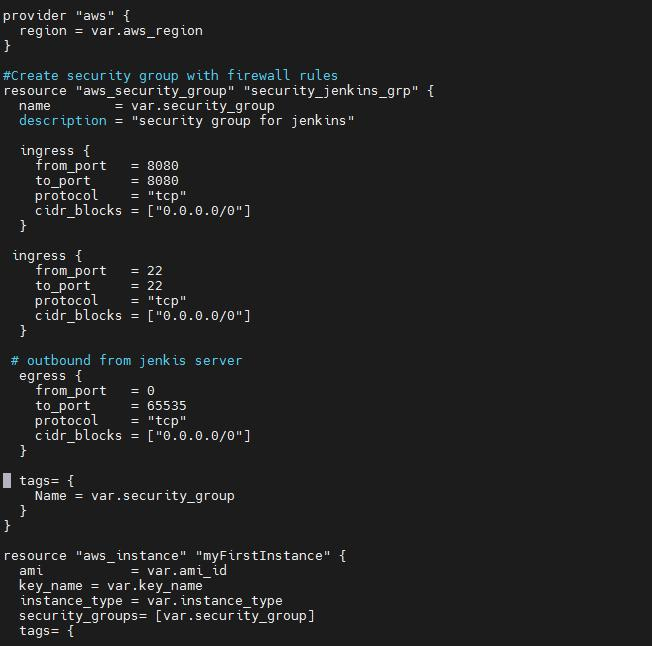 provider "aws" {
  region = var.aws_region
}

#Create security group with firewall rules
resource "aws_security_group" "security_jenkins_grp" {
  name        = var.security_group
  description = "security group for jenkins"

  ingress {
    from_port   = 8080
    to_port     = 8080
    protocol    = "tcp"
    cidr_blocks = ["0.0.0.0/0"]
  }

 ingress {
    from_port   = 22
    to_port     = 22
    protocol    = "tcp"
    cidr_blocks = ["0.0.0.0/0"]
  }

 # outbound from jenkis server
  egress {
    from_port   = 0
    to_port     = 65535
    protocol    = "tcp"
    cidr_blocks = ["0.0.0.0/0"]
  }

  tags= {
    Name = var.security_group
  }
}

resource "aws_instance" "myFirstInstance" {
  ami           = var.ami_id
  key_name = var.key_name
  instance_type = var.instance_type
  security_groups= [var.security_group]
  tags= {